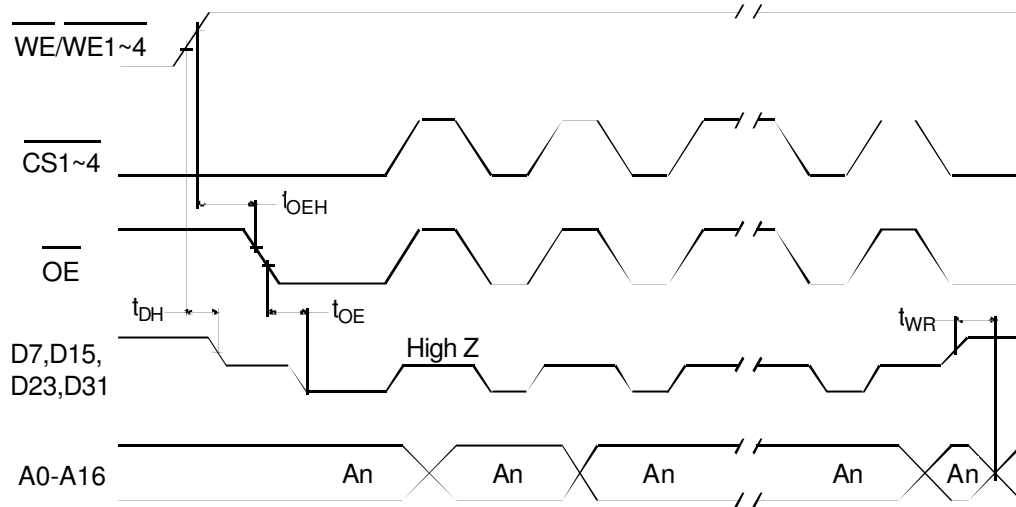 WE/WE1~4
CS1~4
tOEH
OE
tDH
tOE
tWR
D7,D15,
D23,D31
High Z
A0-A16
An
An
An
An
An